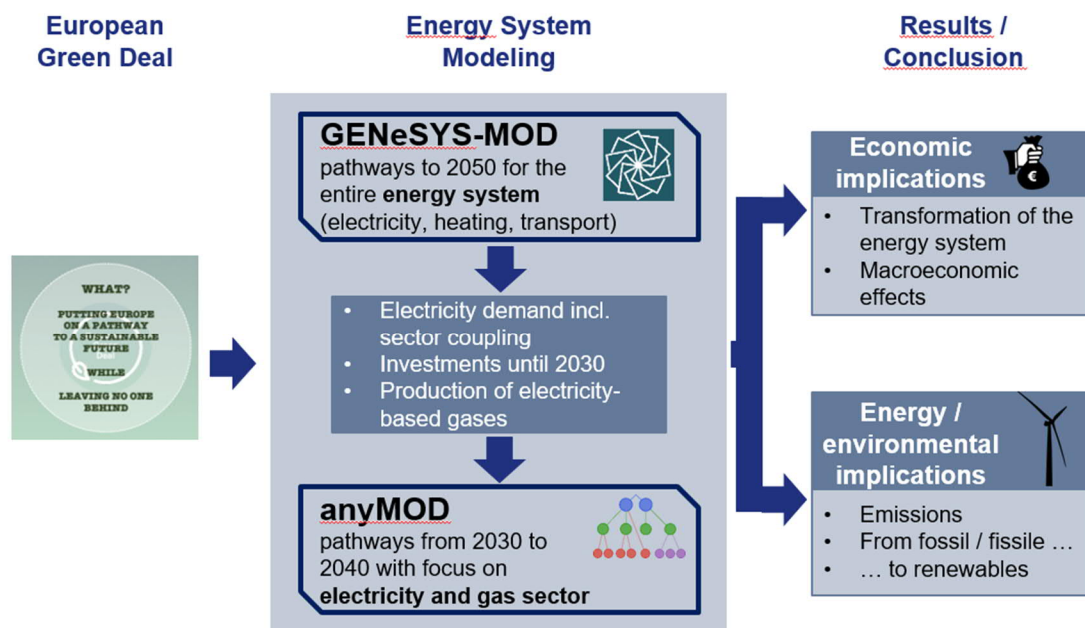 European
Green Deal
Energy System
Modeling
Results /
Conclusion
WHAT?
PUTTING EUROPE
ON A PATHWAY
TO A SUSTAINABLE
FUTURE
Deal
WHILE
LEAVING NO ONE
BEHIND
GENeSYS-MOD
pathways to 2050 for the
entire energy system
(electricity, heating, transport)
• Electricity demand incl.
sector coupling
• Investments until 2030
• Production of electricity-
based gases
anyMOD
pathways from 2030 to
2040 with focus on
electricity and gas sector
Economic
implications
€
• Transformation of the
energy system
• Macroeconomic
effects
Energy /
environmental
implications
• Emissions
• From fossil / fissile ...
• ... to renewables